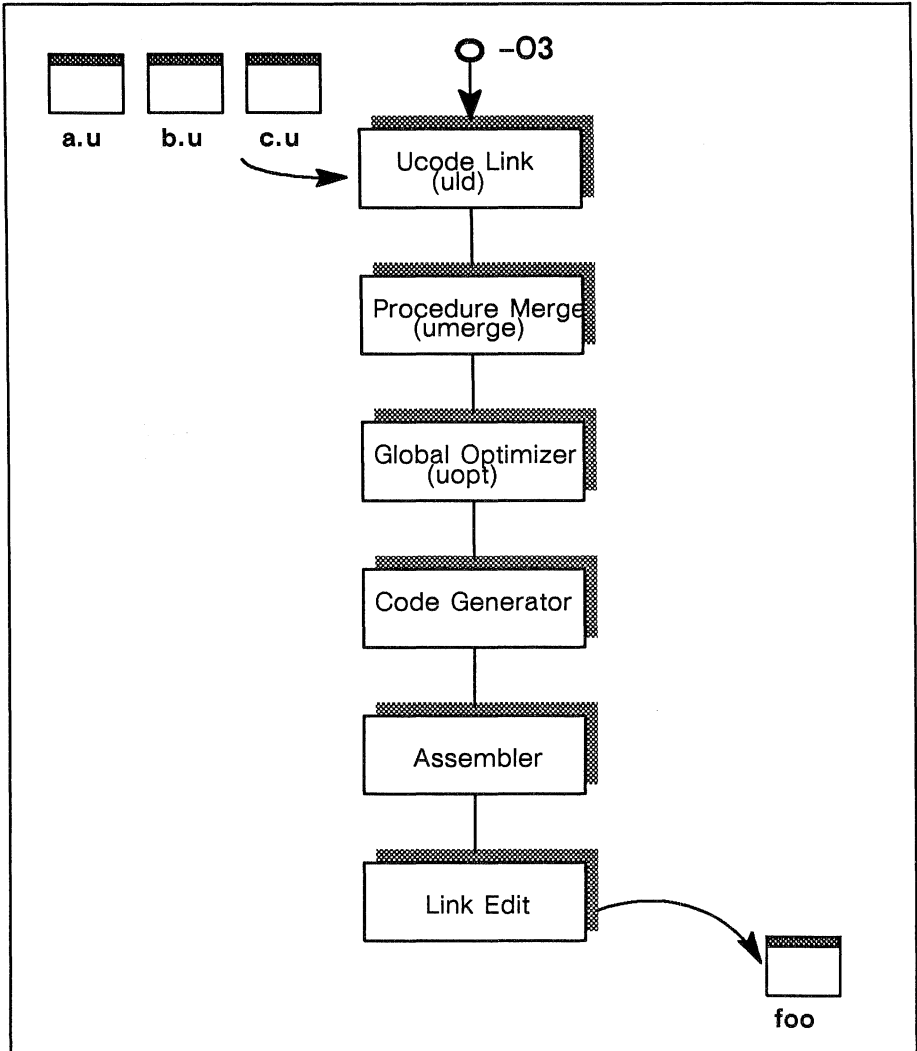 –O3
a.u b.u c.u
Ucode Link
(uld)
Procedure Merge
(umerge)
Global Optimizer
(uopt)
Code Generator
Assembler
Link Edit
foo